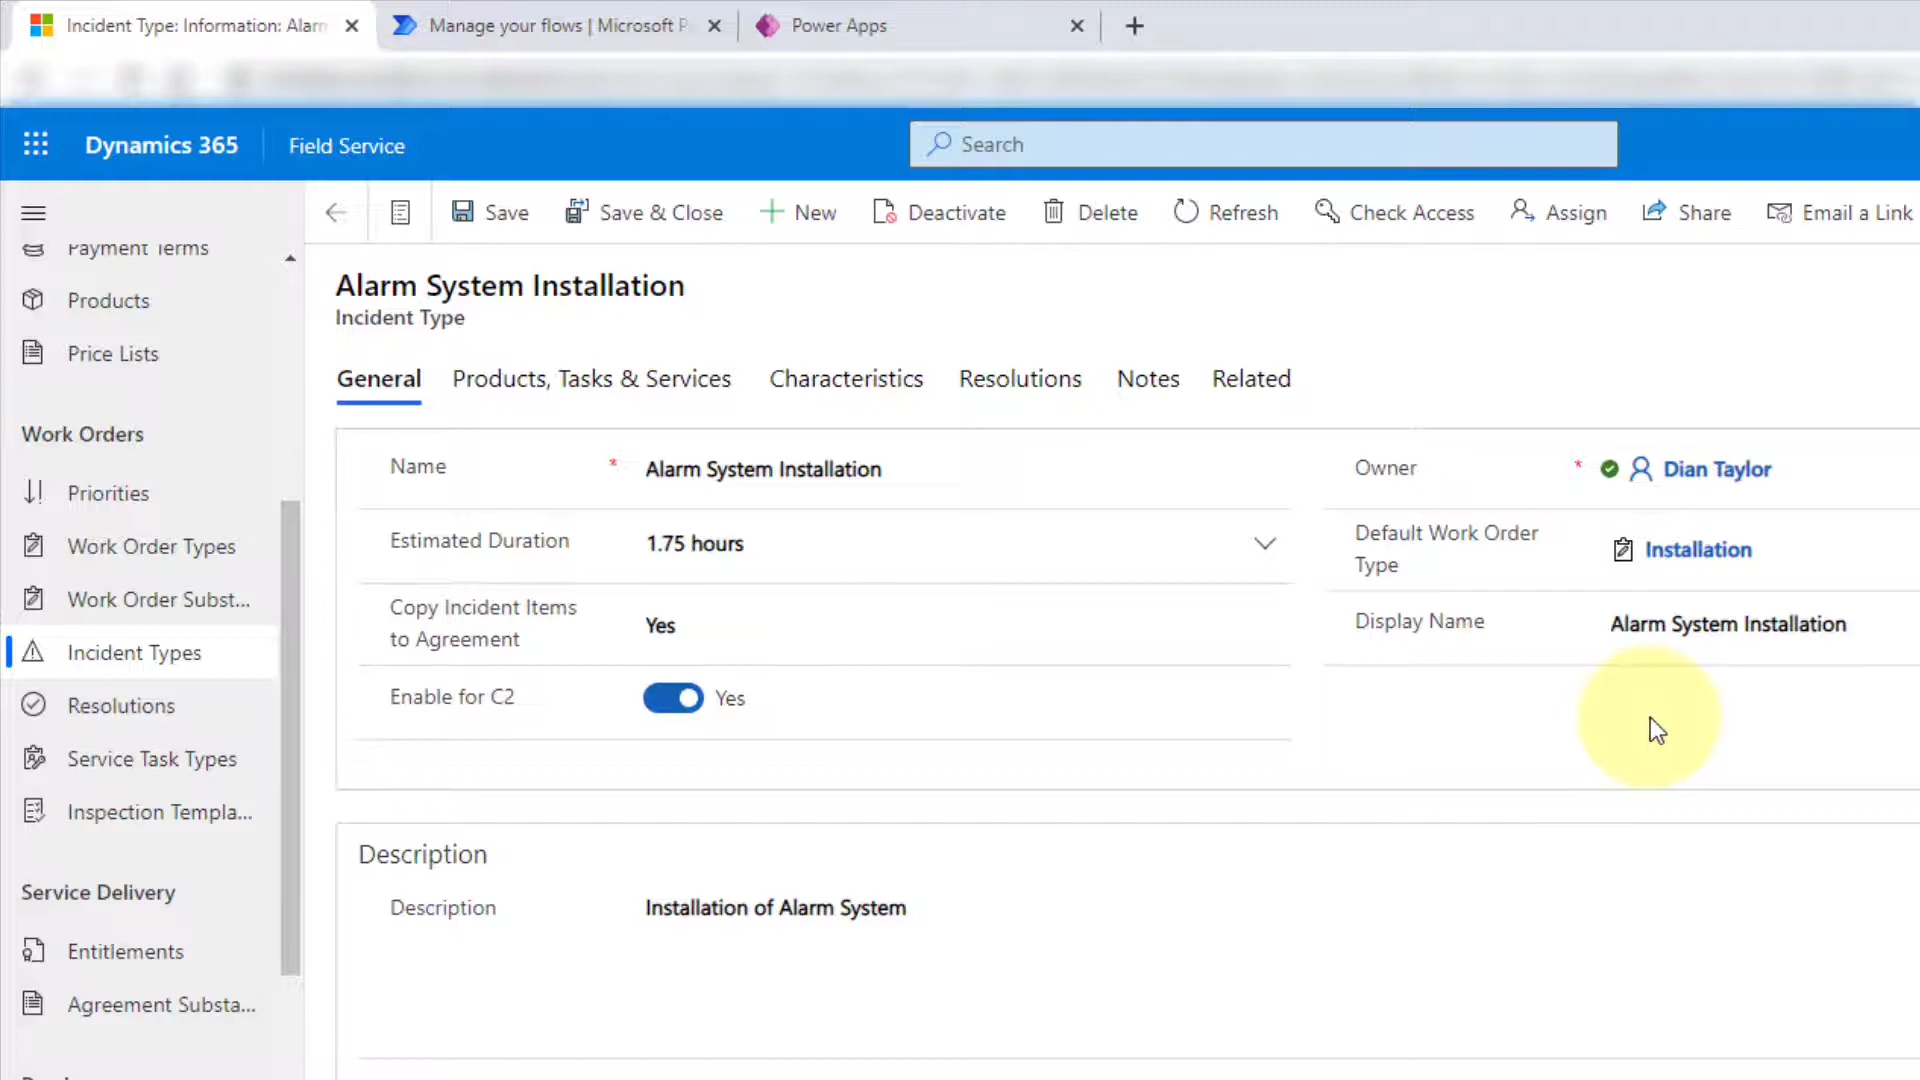 Incident Type: Information: Alarm
Manage your flows | Microsoft P
Power Apps
Dynamics 365
Field Service
Search
Save
Save & Close
New
Deactivate
Delete
Refresh
Check Access
Assign
Share
Email a Link
Payment Terms
Products
Price Lists
Work Orders
Priorities
Work Order Types
Work Order Subst...
Incident Types
Resolutions
Service Task Types
Inspection Templa...
Service Delivery
Entitlements
Agreement Substa...
Alarm System Installation
Incident Type
General
Products, Tasks & Services
Characteristics
Resolutions
Notes
Related
Name * Alarm System Installation
Estimated Duration 1.75 hours
Copy Incident Items
to Agreement
Yes
Enable for C2 Yes
Owner * Dian Taylor
Default Work Order
Type
Installation
Display Name Alarm System Installation
Description
Description Installation of Alarm System